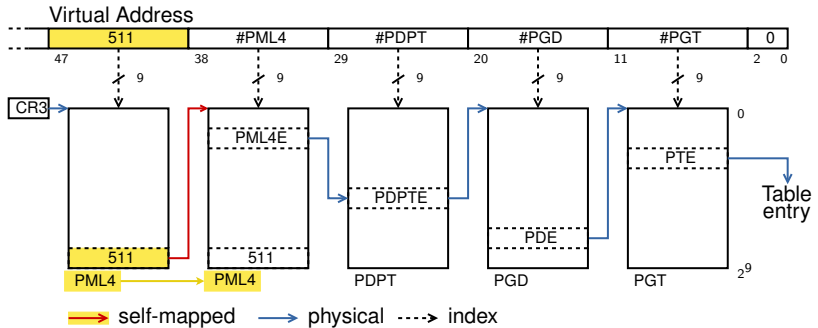 Virtual Address
511 #PML4 #PDPT #PGD #PGT 0
47 38 29 20 11 2 0
9 9 9 9 9
CR3 0
PML4E
PTE
PDPTE
Table
entry
PDE
511 511
PML4 PML4 PDPT PGD PGT 2⁹
self-mapped physical index